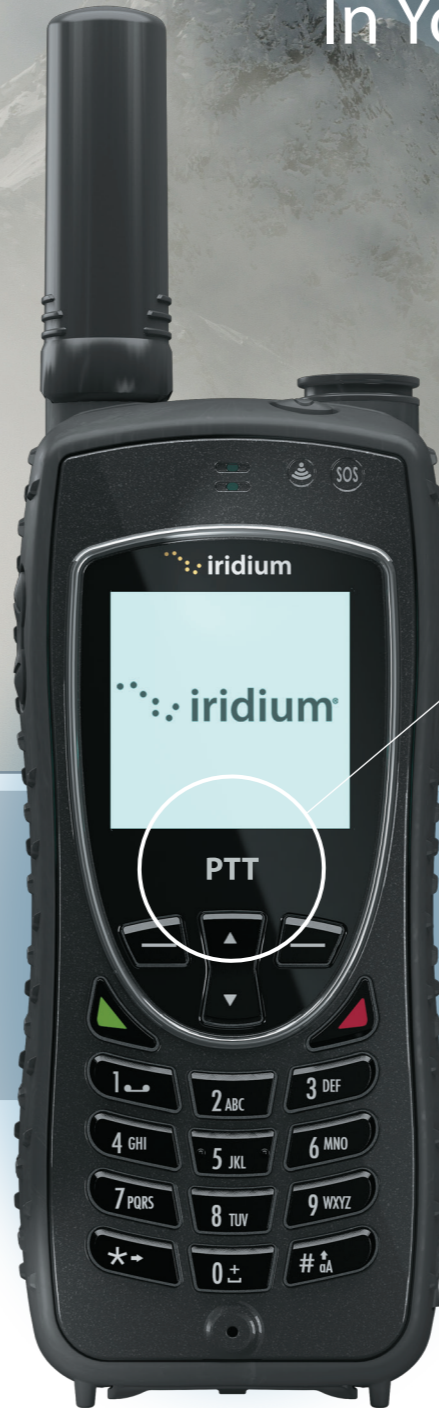 In Yo
SOS
iridium
iridium®
PTT
1
2 ABC
3 DEF
4 GHI
5 JKL
6 MNO
7 PQRS
8 TUV
9 WXYZ
*
0 ±
# aA